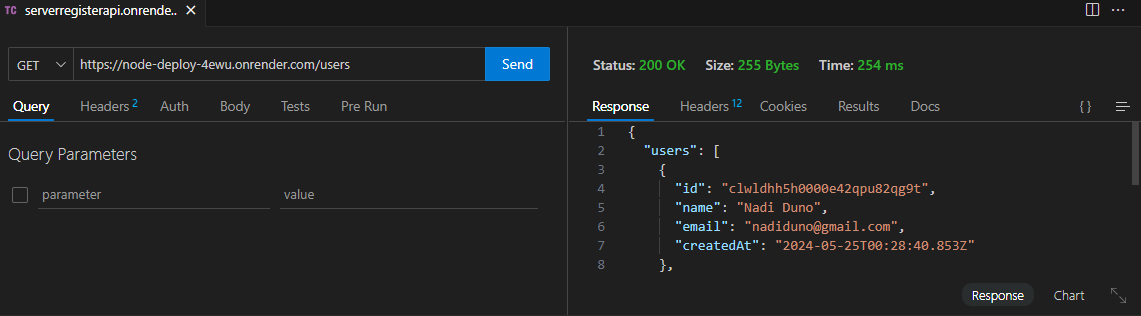 TC serverregisterapi.onrende.. ×
GET https://node-deploy-4ewu.onrender.com/users Send
Query Headers 2 Auth Body Tests Pre Run
Query Parameters
parameter value
Status: 200 OK Size: 255 Bytes Time: 254 ms
Response Headers 12 Cookies Results Docs { }
1 {
2 "users": [
3 {
4 "id": "clwldhh5h0000e42qpu82qg9t",
5 "name": "Nadi Duno",
6 "email": "nadiduno@gmail.com",
7 "createdAt": "2024-05-25T00:28:40.853Z"
8 },
Response Chart